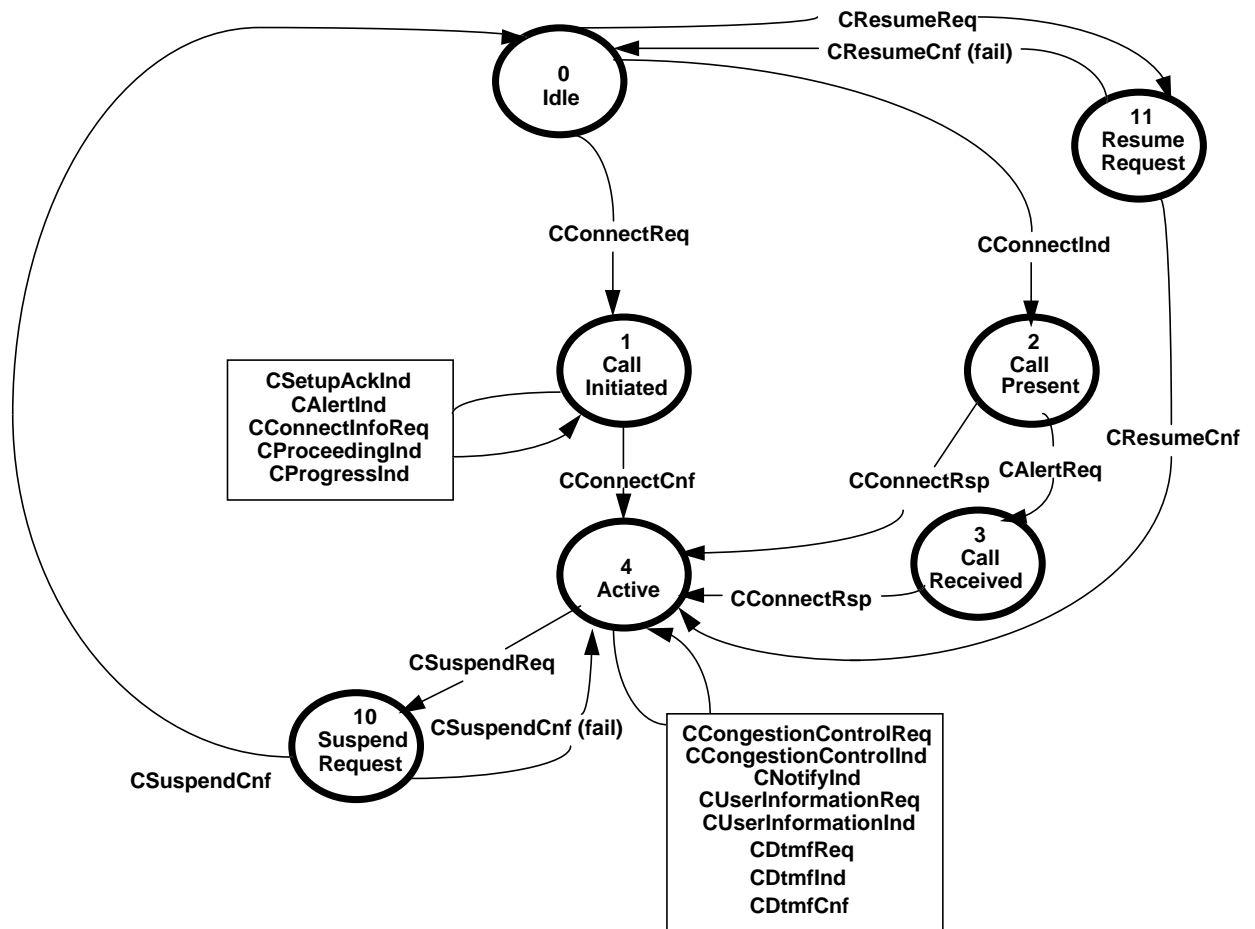 CResumeReq
CResumeCnf (fail)
0
Idle
11
Resume
Request
CConnectReq
CConnectInd
1
Call
Initiated
2
Call
Present
CSetupAckInd
CAlertInd
CConnectInfoReq
CProceedingInd
CProgressInd
CResumeCnf
CConnectCnf
CConnectRsp
CAlertReq
3
Call
Received
4
Active
CConnectRsp
CSuspendReq
CSuspendCnf (fail)
10
Suspend
Request
CSuspendCnf
CCongestionControlReq
CCongestionControlInd
CNotifyInd
CUserInformationReq
CUserInformationInd
CDtmfReq
CDtmfInd
CDtmfCnf